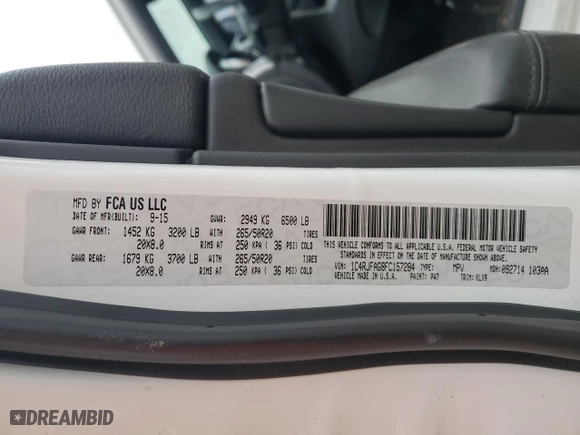 MFD BY FCA US LLC
DATE OF MFR(BUILT): 9-15 GVWR: 2949 KG 6500 LB
GAWR FRONT: 1452 KG 3200 LB WITH 265/50R20 TIRES
20X8.0 RIMS AT 250 KPA ( 36 PSI) COLD
GAWR REAR: 1679 KG 3700 LB WITH 265/50R20 TIRES
20X8.0 RIMS AT 250 KPA ( 36 PSI) COLD
THIS VEHICLE CONFORMS TO ALL APPLICABLE U.S.A. FEDERAL MOTOR VEHICLE SAFETY
STANDARDS IN EFFECT ON THE DATE OF MANUFACTURE SHOWN ABOVE.
VIN: 1C4RJFAG8FC157284 TYPE: MPV MDH:092714 103AA
VEHICLE MADE IN U.S.A. PAINT: PW7 TRIM: XLX9
DREAMBID